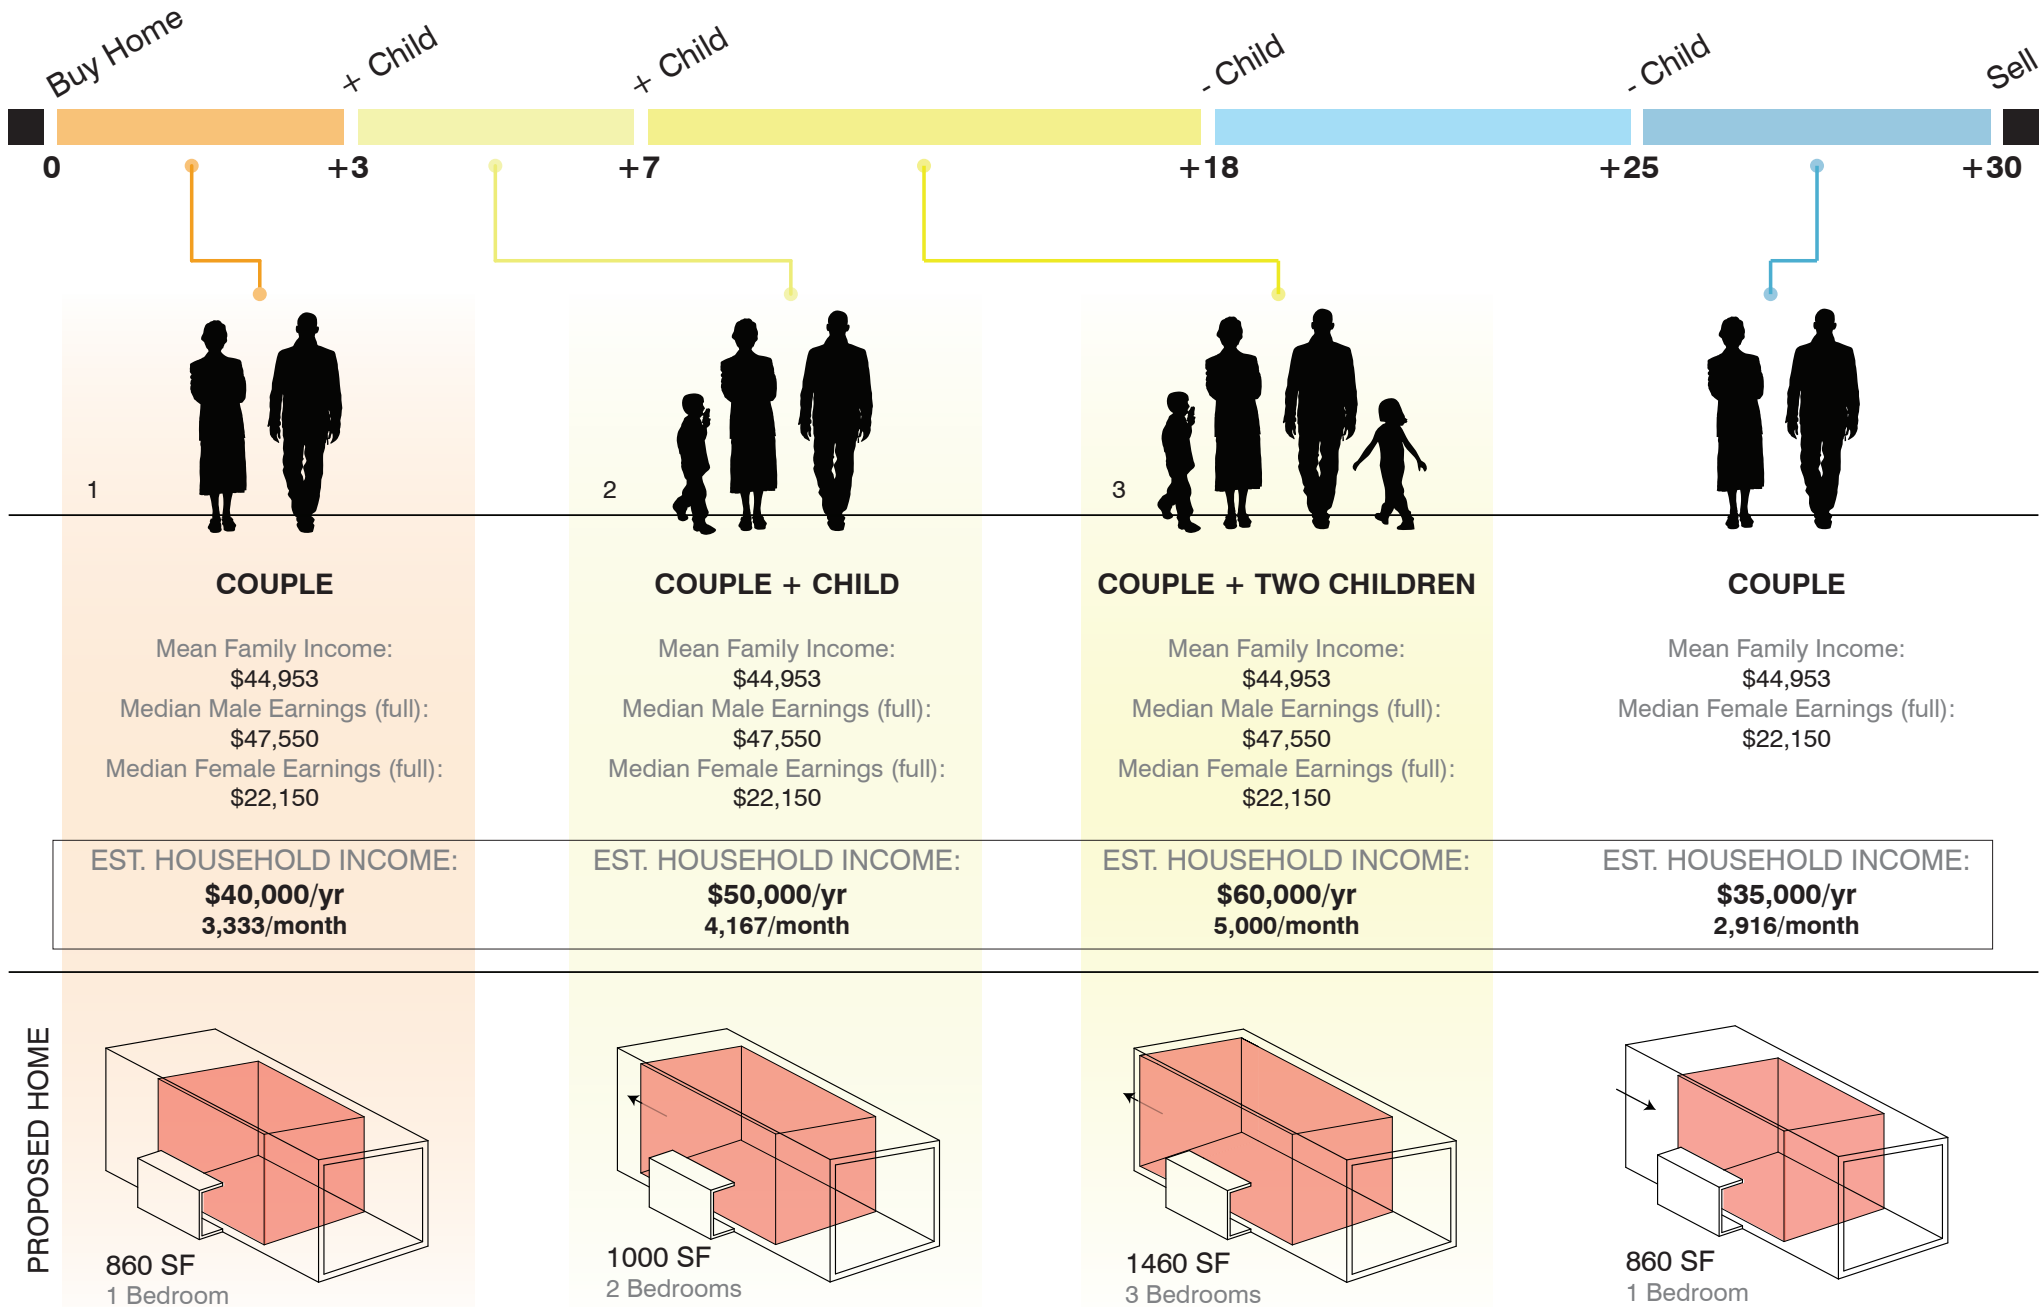 Buy Home
+ Child
+ Child
- Child
- Child
Sell
0
+3
+7
+18
+25
+30
1
2
3
COUPLE
Mean Family Income:
$44,953
Median Male Earnings (full):
$47,550
Median Female Earnings (full):
$22,150
EST. HOUSEHOLD INCOME:
$40,000/yr
3,333/month
COUPLE + CHILD
Mean Family Income:
$44,953
Median Male Earnings (full):
$47,550
Median Female Earnings (full):
$22,150
EST. HOUSEHOLD INCOME:
$50,000/yr
4,167/month
COUPLE + TWO CHILDREN
Mean Family Income:
$44,953
Median Male Earnings (full):
$47,550
Median Female Earnings (full):
$22,150
EST. HOUSEHOLD INCOME:
$60,000/yr
5,000/month
COUPLE
Mean Family Income:
$44,953
Median Female Earnings (full):
$22,150
EST. HOUSEHOLD INCOME:
$35,000/yr
2,916/month
PROPOSED HOME
860 SF
1 Bedroom
1000 SF
2 Bedrooms
1460 SF
3 Bedrooms
860 SF
1 Bedroom